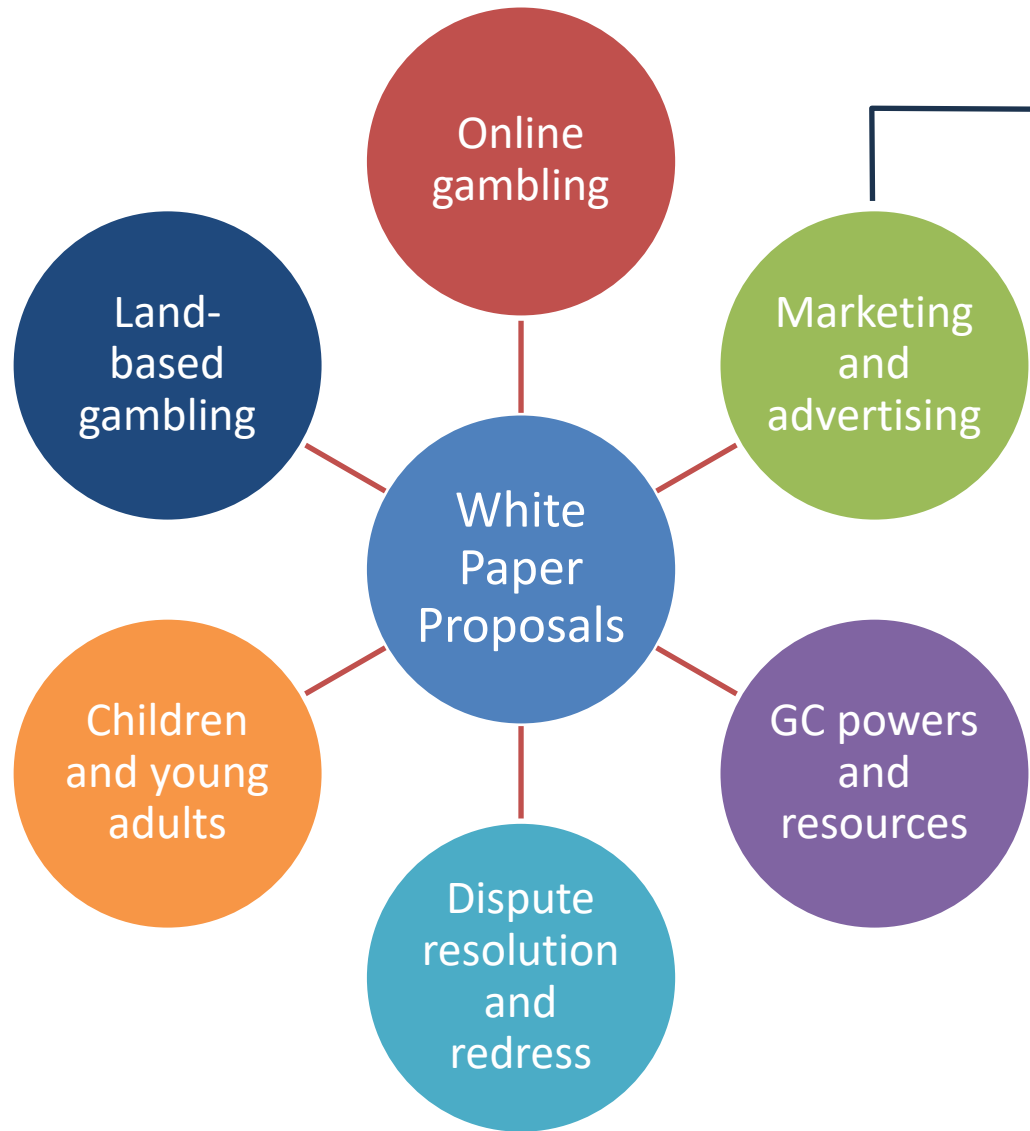 Online
gambling
Marketing
and
advertising
GC powers
and
resources
Dispute
resolution
and
redress
Children
and young
adults
Land-
based
gambling
White
Paper
Proposals